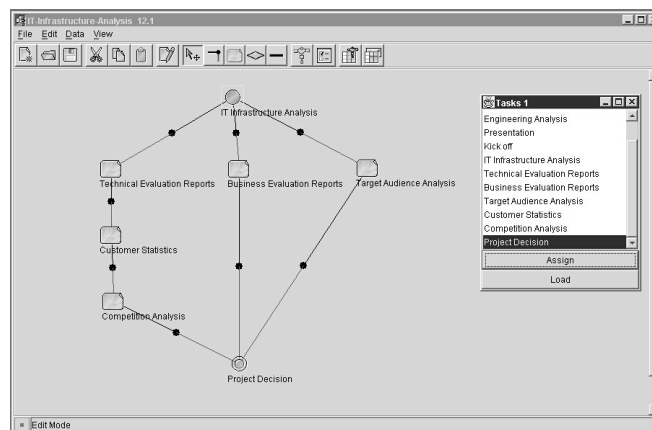 IT-Infrastructure-Analysis 12.1
File Edit Data View
IT Infrastructure Analysis
Technical Evaluation Reports
Business Evaluation Reports
Target Audience Analysis
Customer Statistics
Competition Analysis
Project Decision
Tasks 1
Engineering Analysis
Presentation
Kick off
IT Infrastructure Analysis
Technical Evaluation Reports
Business Evaluation Reports
Target Audience Analysis
Customer Statistics
Competition Analysis
Project Decision
Assign
Load
Edit Mode